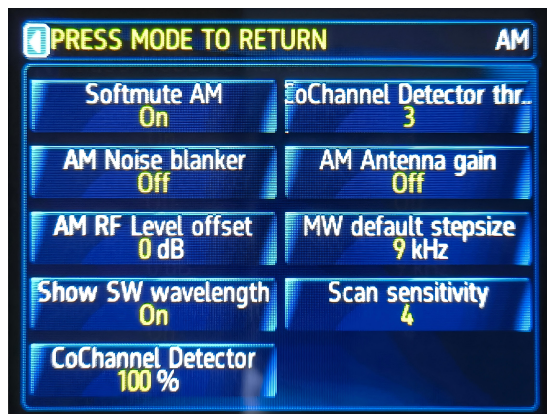 PRESS MODE TO RETURN AM
Softmute AM
On
CoChannel Detector thr..
3
AM Noise blanker
Off
AM Antenna gain
Off
AM RF Level offset
0 dB
MW default stepsize
9 kHz
Show SW wavelength
On
Scan sensitivity
4
CoChannel Detector
100 %